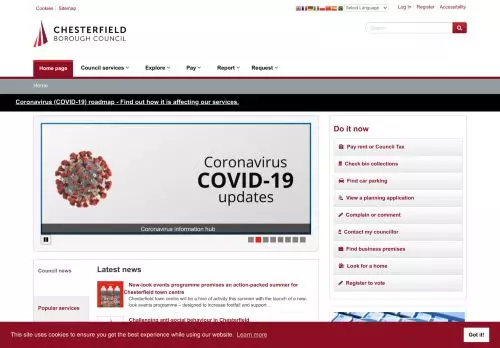 Cookies | Sitemap
Select Language
Log In Register Accessibility
CHESTERFIELD
BOROUGH COUNCIL
Search
Home page Council services Explore Pay Report Request
Home
Coronavirus (COVID-19) roadmap - Find out how it is affecting our services.
Coronavirus
COVID-19
updates
Coronavirus information hub
Do it now
Pay rent or Council Tax
Check bin collections
Find car parking
View a planning application
Complain or comment
Contact my councillor
Find business premises
Look for a home
Register to vote
Council news
Popular services
Latest news
New-look events programme promises an action-packed summer for
Chesterfield town centre
Chesterfield town centre will be a hive of activity this summer with the launch of a new-
look events programme – designed to increase footfall and support...
Challenging anti-social behaviour in Chesterfield
This site uses cookies to ensure you get the best experience while using our website. Learn more
Got it!